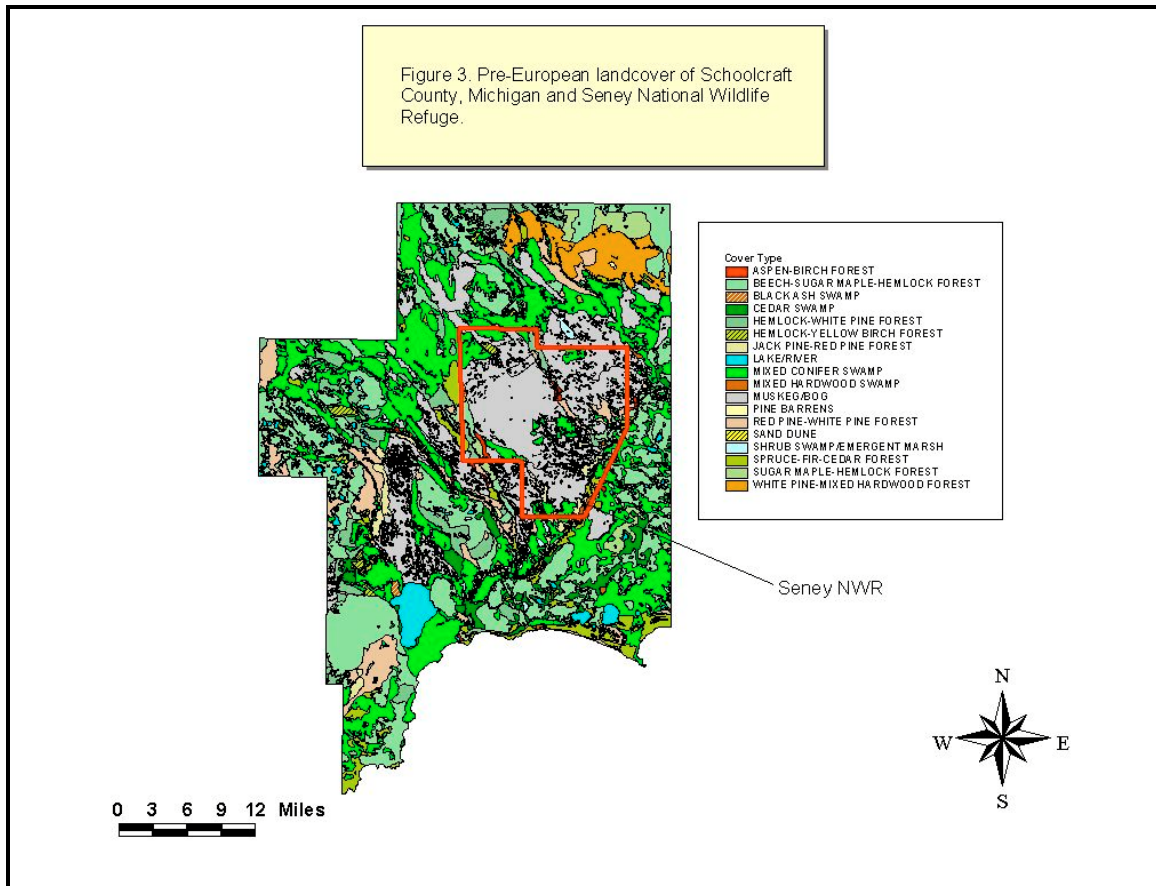 Figure 3. Pre-European landcover of Schoolcraft
County, Michigan and Seney National Wildlife
Refuge.
Cover Type
ASPEN-BIRCH FOREST
BEECH-SUGAR MAPLE-HEMLOCK FOREST
BLACK ASH SWAMP
CEDAR SWAMP
HEMLOCK-WHITE PINE FOREST
HEMLOCK-YELLOW BIRCH FOREST
JACK PINE-RED PINE FOREST
LAKE/RIVER
MIXED CONIFER SWAMP
MIXED HARDWOOD SWAMP
MUSKEG/BOG
PINE BARRENS
RED PINE-WHITE PINE FOREST
SAND DUNE
SHRUB SWAMP/EMERGENT MARSH
SPRUCE-FIR-CEDAR FOREST
SUGAR MAPLE-HEMLOCK FOREST
WHITE PINE-MIXED HARDWOOD FOREST
Seney NWR
N
W E
S
0 3 6 9 12 Miles